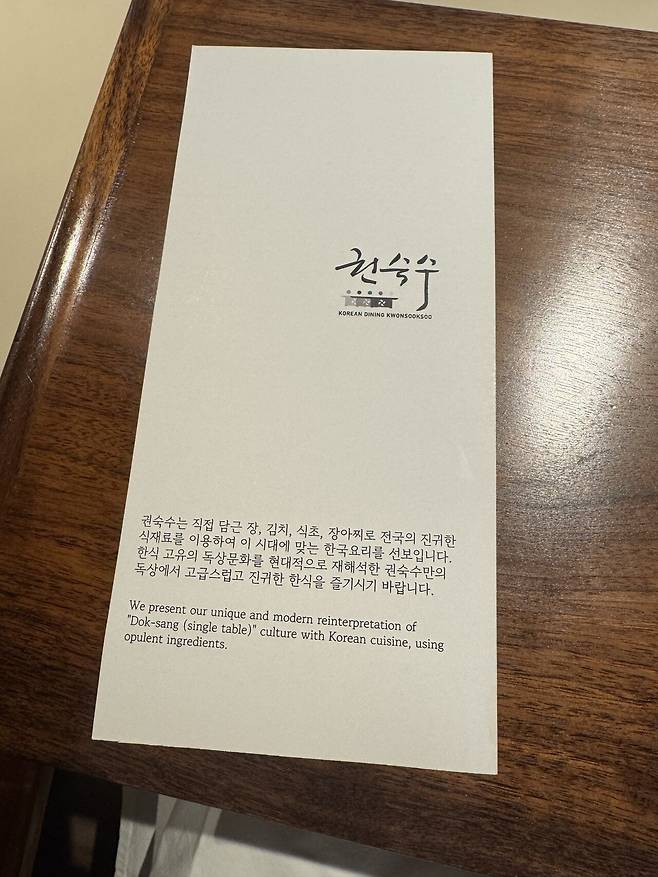 권숙수
KOREAN DINING KWONSOOKSOO
권숙수는 직접 담근 장, 김치, 식초, 장아찌로 전국의 진귀한
식재료를 이용하여 이 시대에 맞는 한국요리를 선보입니다.
한식 고유의 독상문화를 현대적으로 재해석한 권숙수만의
독상에서 고급스럽고 진귀한 한식을 즐기시기 바랍니다.
We present our unique and modern reinterpretation of
"Dok-sang (single table)" culture with Korean cuisine, using
opulent ingredients.